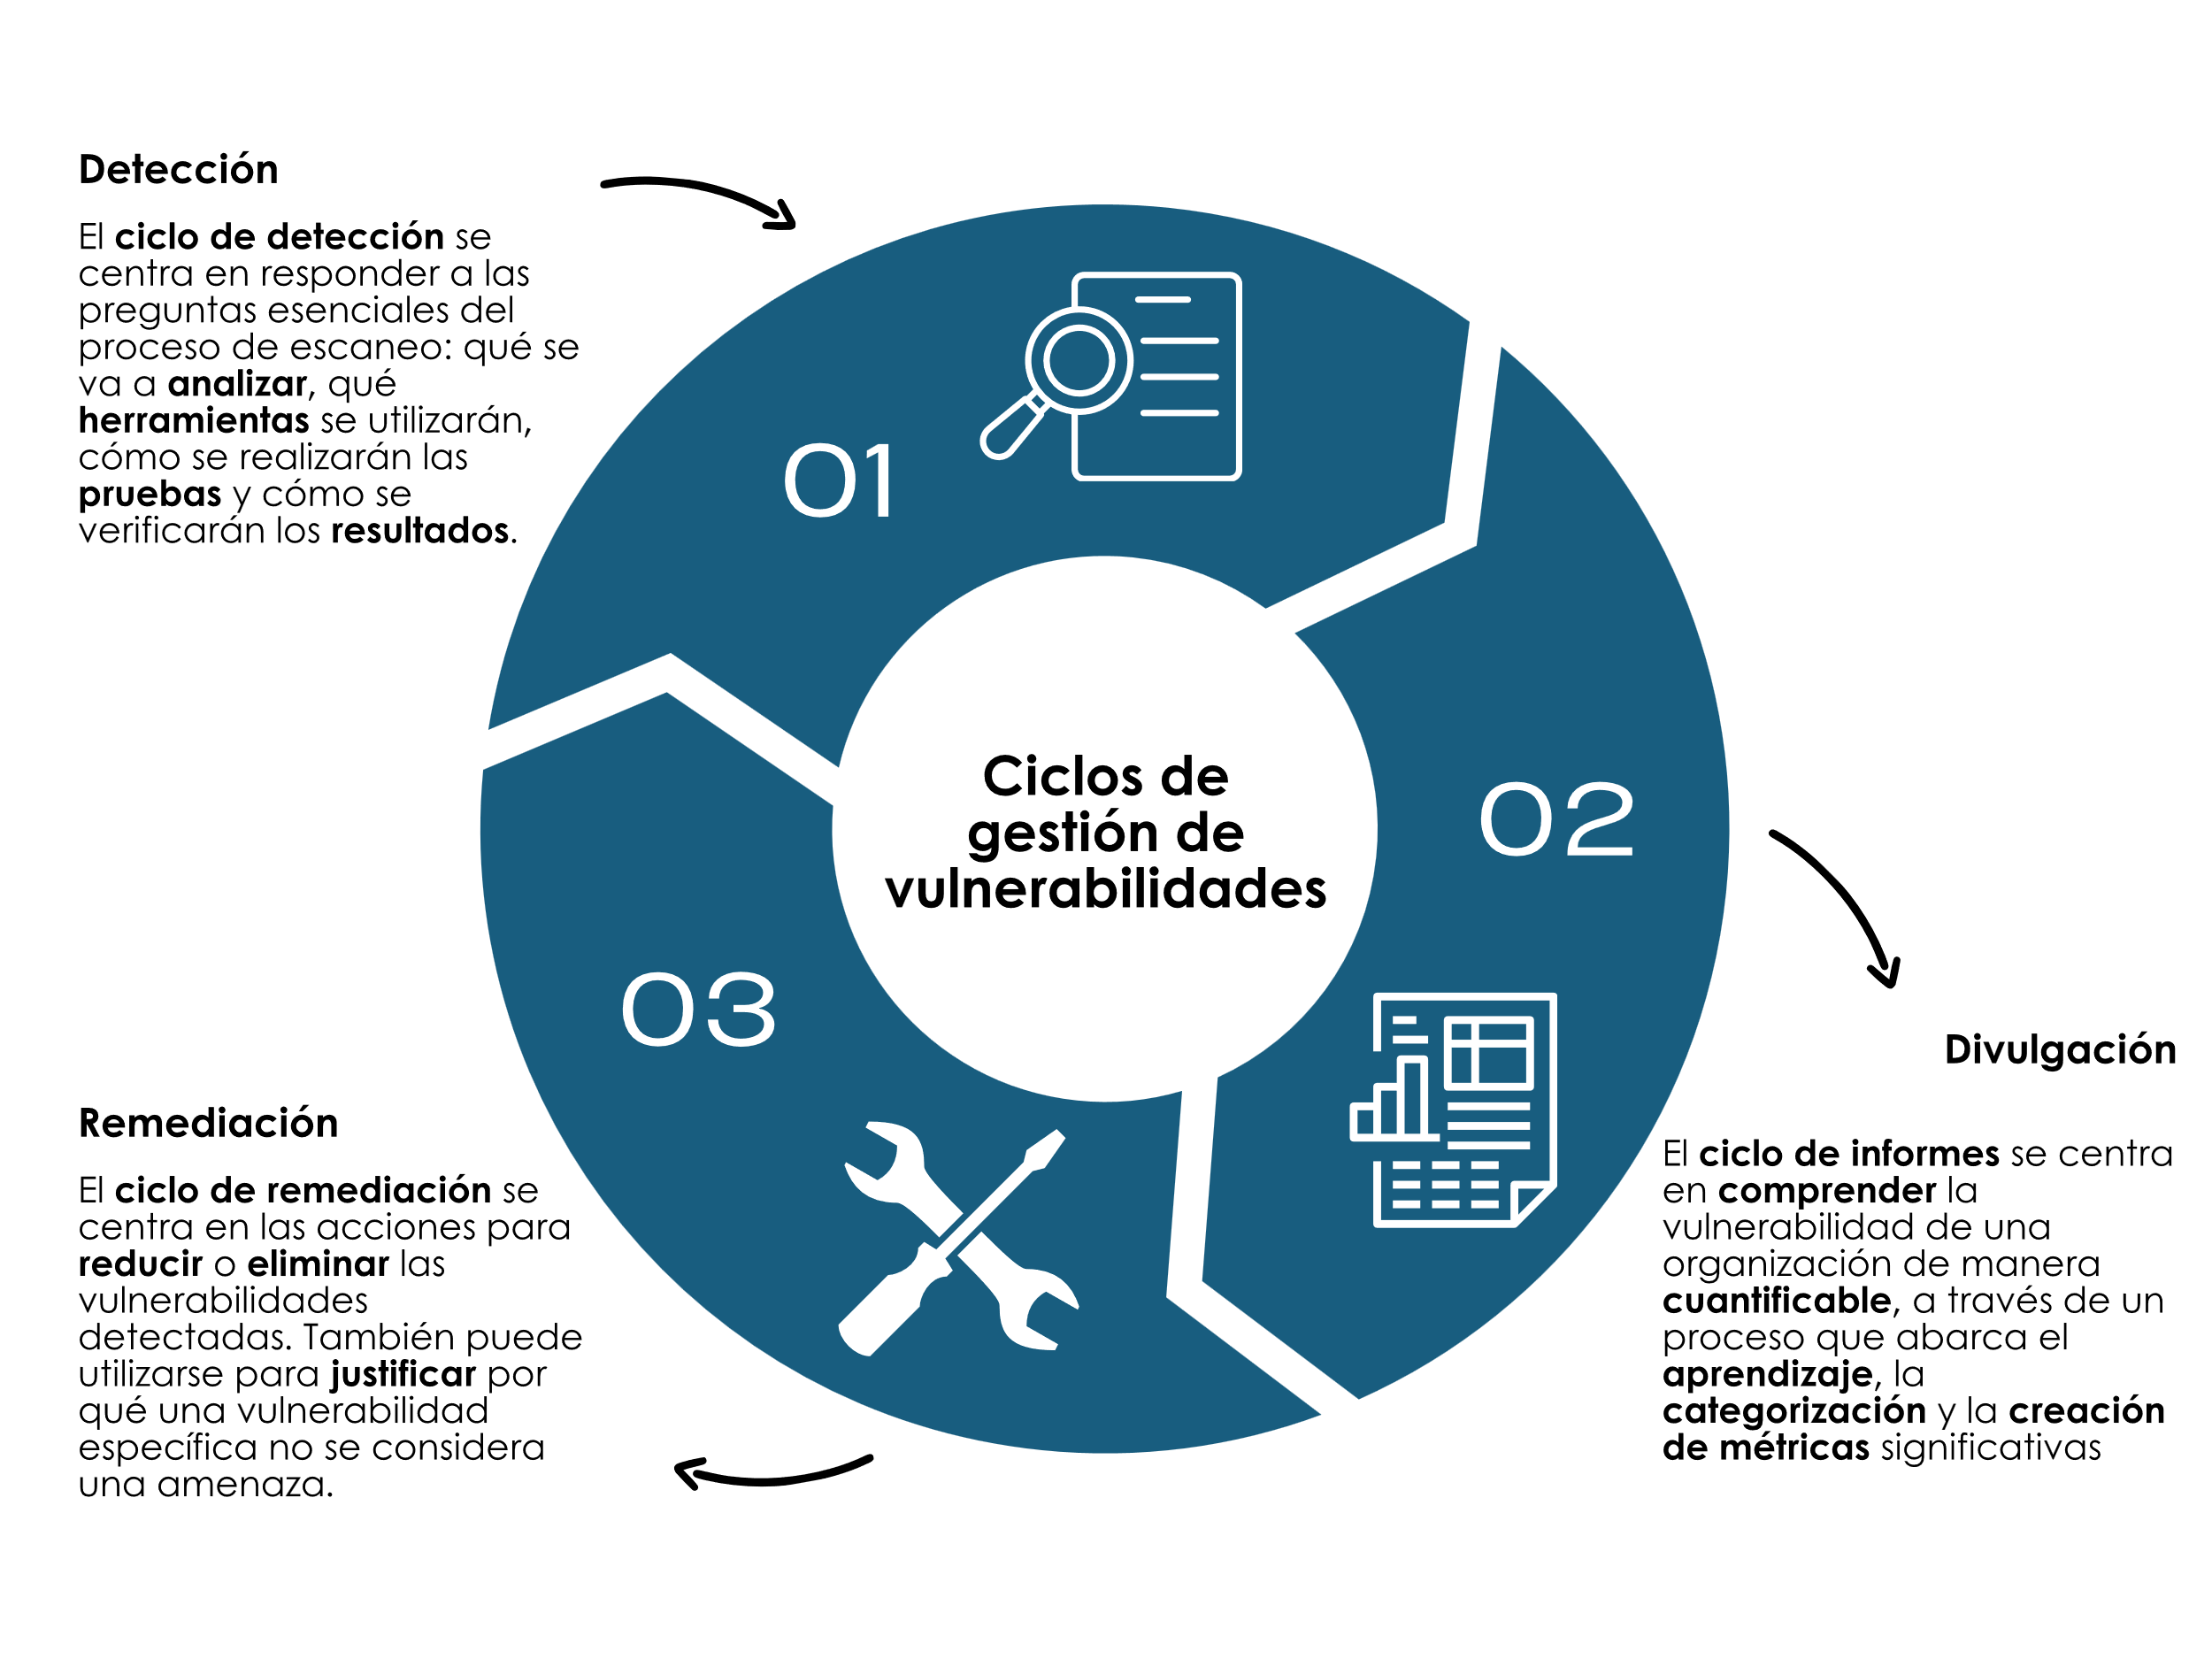 Detección
El ciclo de detección se
centra en responder a las
preguntas esenciales del
proceso de escaneo: qué se
va a analizar, qué
herramientas se utilizarán,
cómo se realizarán las
pruebas y cómo se
verificarán los resultados.
01
Ciclos de
gestión de
vulnerabilidades
02
Divulgación
El ciclo de informes se centra
en comprender la
vulnerabilidad de una
organización de manera
cuantificable, a través de un
proceso que abarca el
aprendizaje, la
categorización y la creación
de métricas significativas
03
Remediación
El ciclo de remediación se
centra en las acciones para
reducir o eliminar las
vulnerabilidades
detectadas. También puede
utilizarse para justificar por
qué una vulnerabilidad
específica no se considera
una amenaza.